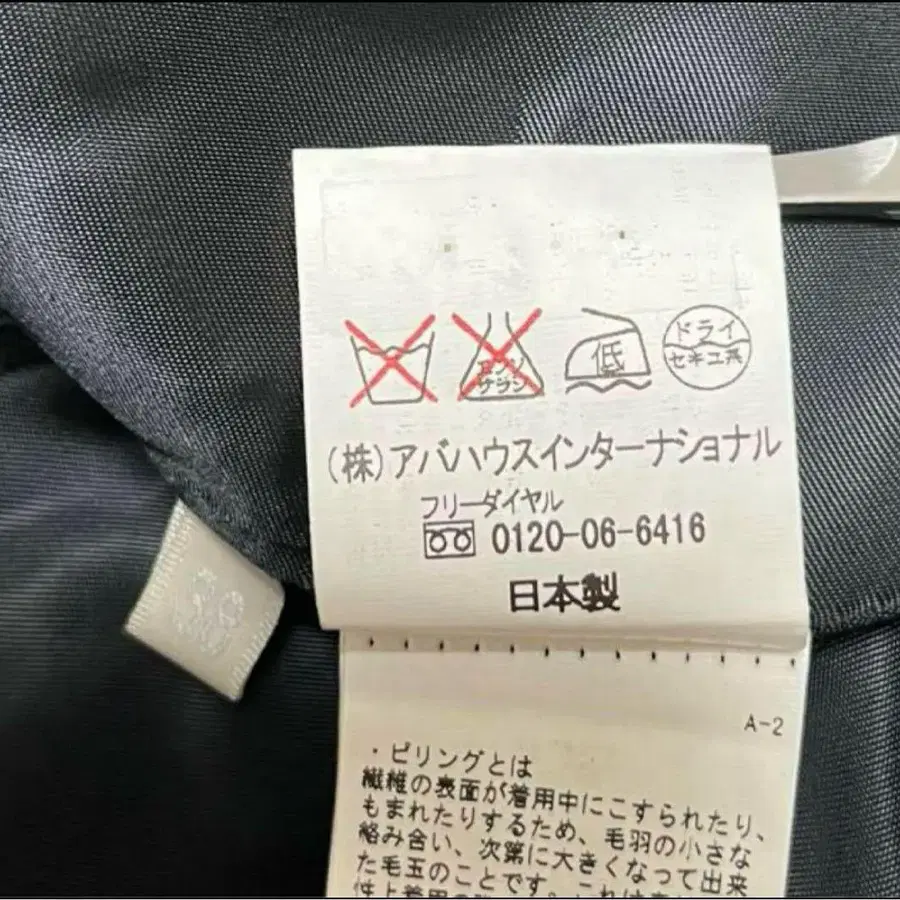 エンソ
サラシ
低
ドライ
セキユ系
(株)アバハウスインターナショナル
フリーダイヤル
0120-06-6416
日本製
A-2
・ピリングとは
繊維の表面が着用中にこすられたり、
もまれたりするため、毛羽の小さな
絡み合い、次第に大きくなって出来
た毛玉のことです。これは